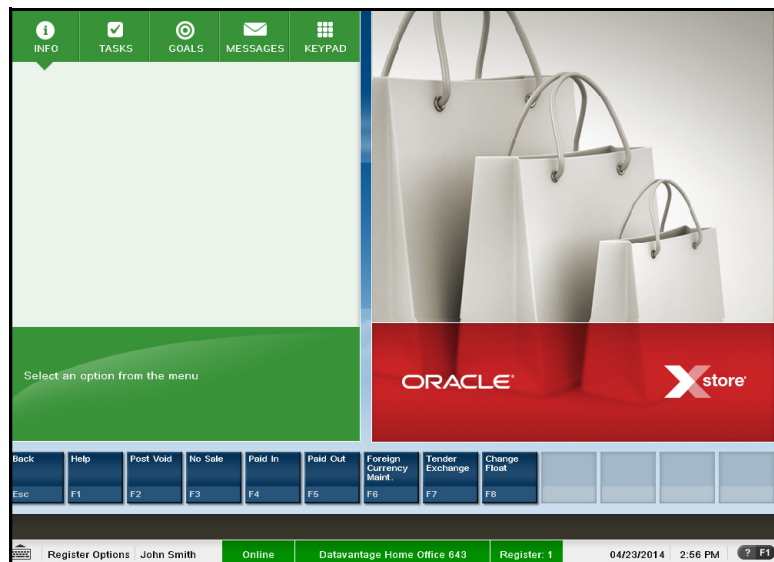 INFO TASKS GOALS MESSAGES KEYPAD
Select an option from the menu
ORACLE
Xstore
Back Help Post Void No Sale Paid In Paid Out Foreign Currency Maint. Tender Exchange Change Float
Esc F1 F2 F3 F4 F5 F6 F7 F8
Register Options John Smith Online Datavantage Home Office 643 Register: 1 04/23/2014 2:56 PM ? F1